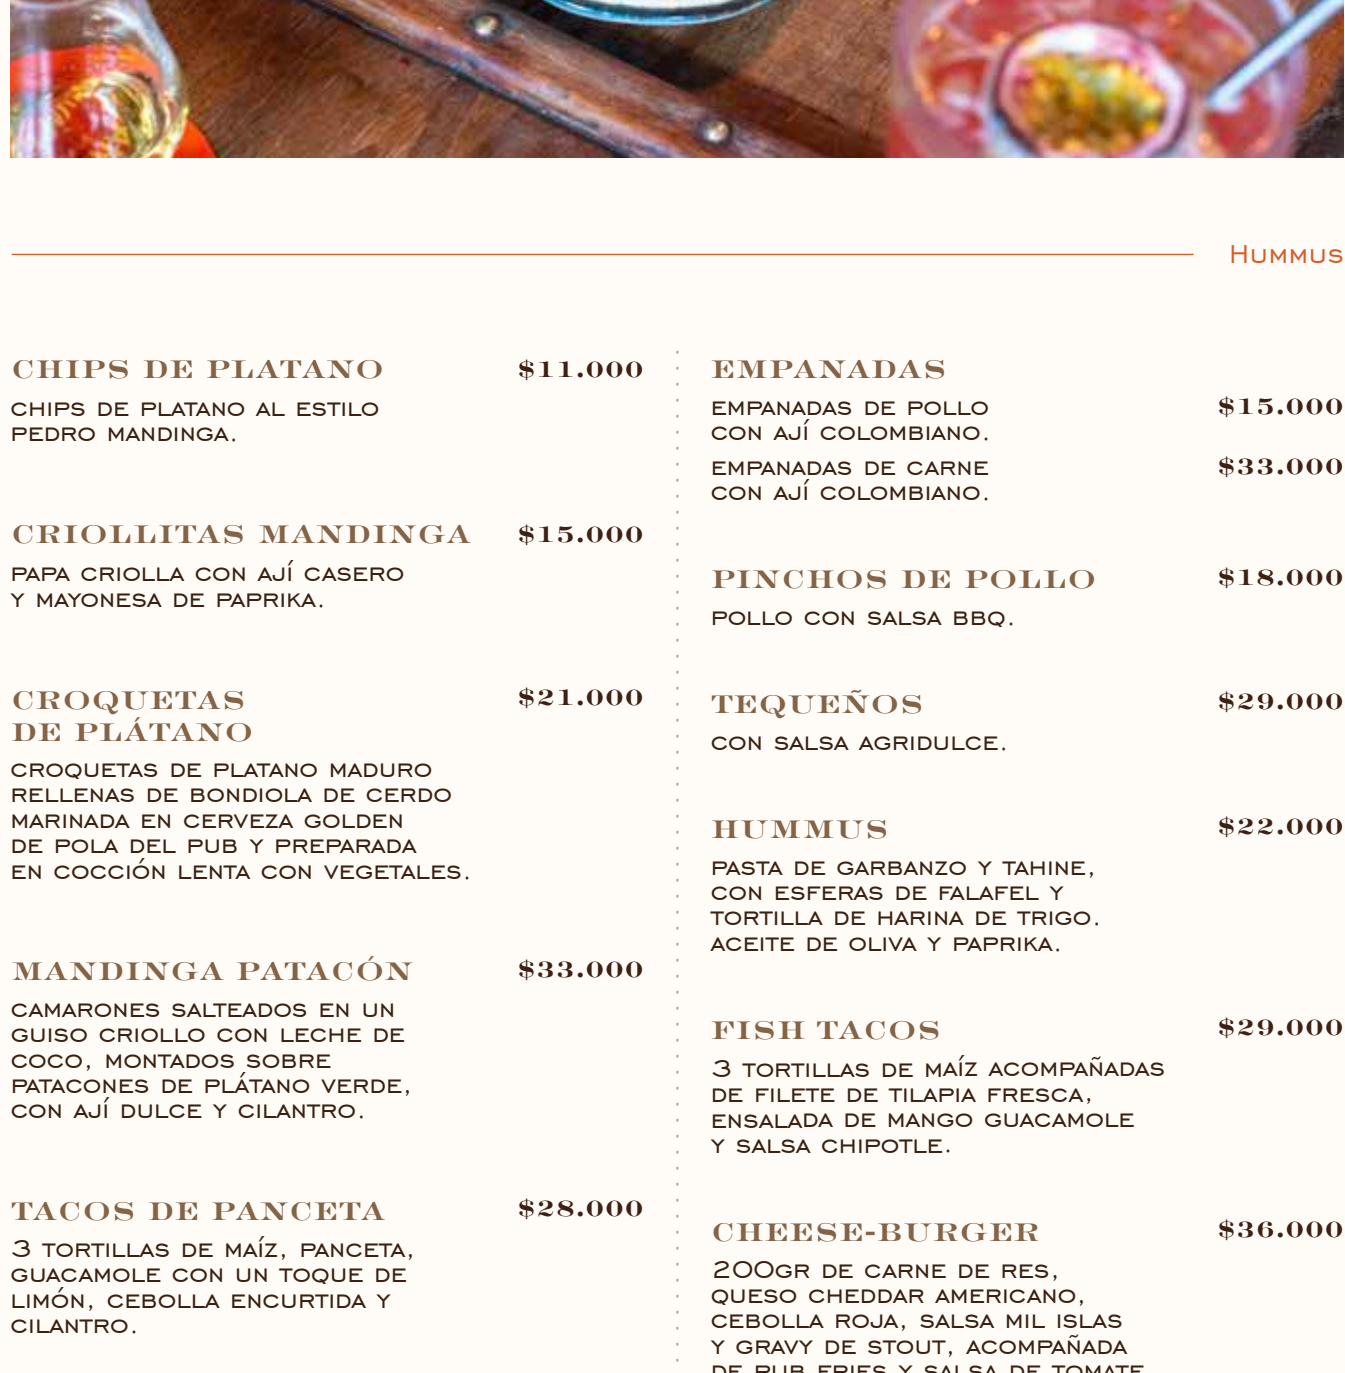 Hummus
CHIPS DE PLATANO $11.000
CHIPS DE PLATANO AL ESTILO
PEDRO MANDINGA.
CRIOLLITAS MANDINGA $15.000
PAPA CRIOLLA CON AJÍ CASERO
Y MAYONESA DE PAPRIKA.
CROQUETAS $21.000
DE PLÁTANO
CROQUETAS DE PLATANO MADURO
RELLENAS DE BONDIOLA DE CERDO
MARINADA EN CERVEZA GOLDEN
DE POLA DEL PUB Y PREPARADA
EN COCCIÓN LENTA CON VEGETALES.
MANDINGA PATACÓN $33.000
CAMARONES SALTEADOS EN UN
GUISO CRIOLLO CON LECHE DE
COCO, MONTADOS SOBRE
PATACONES DE PLÁTANO VERDE,
CON AJÍ DULCE Y CILANTRO.
TACOS DE PANCETA $28.000
3 TORTILLAS DE MAÍZ, PANCETA,
GUACAMOLE CON UN TOQUE DE
LIMÓN, CEBOLLA ENCURTIDA Y
CILANTRO.
EMPANADAS
EMPANADAS DE POLLO $15.000
CON AJÍ COLOMBIANO.
EMPANADAS DE CARNE $33.000
CON AJÍ COLOMBIANO.
PINCHOS DE POLLO $18.000
POLLO CON SALSA BBQ.
TEQUEÑOS $29.000
CON SALSA AGRIDULCE.
HUMMUS $22.000
PASTA DE GARBANZO Y TAHINE,
CON ESFERAS DE FALAFEL Y
TORTILLA DE HARINA DE TRIGO.
ACEITE DE OLIVA Y PAPRIKA.
FISH TACOS $29.000
3 TORTILLAS DE MAÍZ ACOMPAÑADAS
DE FILETE DE TILAPIA FRESCA,
ENSALADA DE MANGO GUACAMOLE
Y SALSA CHIPOTLE.
CHEESE-BURGER $36.000
200GR DE CARNE DE RES,
QUESO CHEDDAR AMERICANO,
CEBOLLA ROJA, SALSA MIL ISLAS
Y GRAVY DE STOUT, ACOMPAÑADA
DE PUB FRIES Y SALSA DE TOMATE